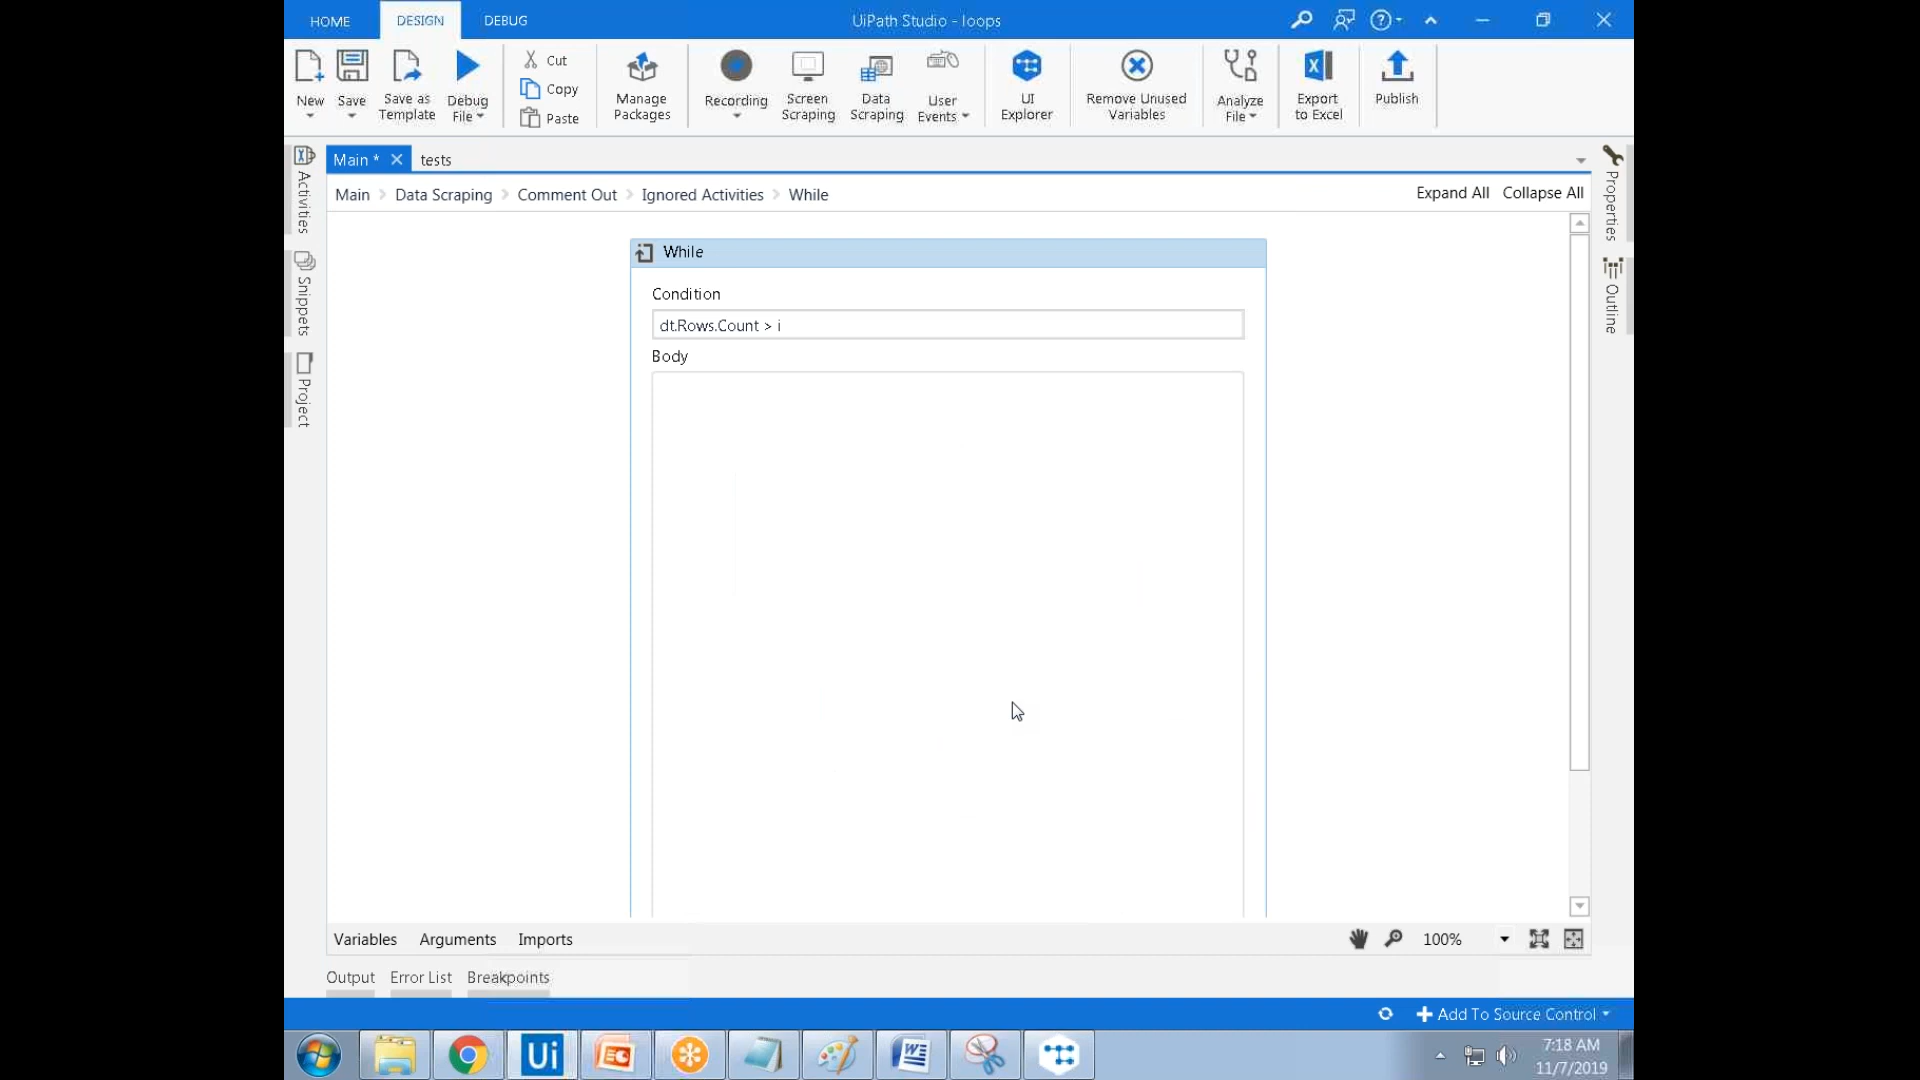 HOME DESIGN DEBUG UiPath Studio - loops
New Save Save as Template Debug File Cut Copy Paste Manage Packages Recording Screen Scraping Data Scraping User Events UI Explorer Remove Unused Variables Analyze File Export to Excel Publish
Main * tests
Main Data Scraping Comment Out Ignored Activities While Expand All Collapse All
Activities
Snippets
Project
Properties
Outline
While
Condition
dt.Rows.Count > i
Body
Variables Arguments Imports 100%
Output Error List Breakpoints
Add To Source Control
Ui
7:18 AM
11/7/2019